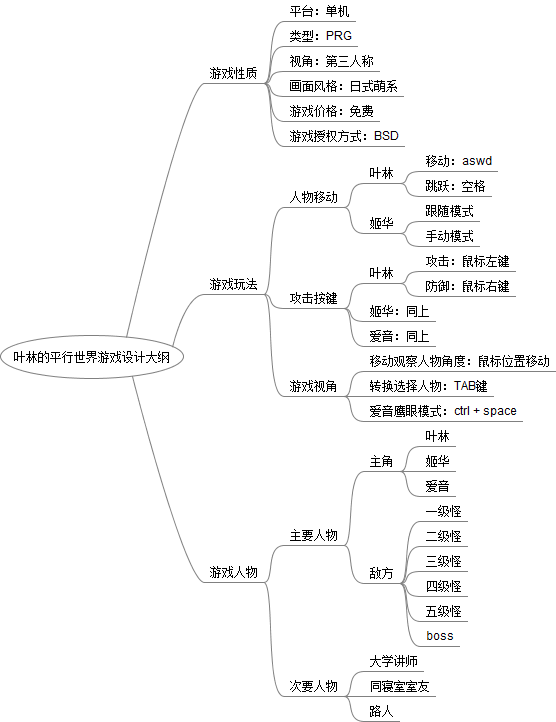 叶林的平行世界游戏设计大纲
游戏性质
平台：单机
类型：PRG
视角：第三人称
画面风格：日式萌系
游戏价格：免费
游戏授权方式：BSD
游戏玩法
人物移动
叶林
移动：aswd
跳跃：空格
姬华
跟随模式
手动模式
攻击按键
叶林
攻击：鼠标左键
防御：鼠标右键
姬华：同上
爱音：同上
游戏视角
移动观察人物角度：鼠标位置移动
转换选择人物：TAB键
爱音鹰眼模式：ctrl + space
游戏人物
主要人物
主角
叶林
姬华
爱音
敌方
一级怪
二级怪
三级怪
四级怪
五级怪
boss
次要人物
大学讲师
同寝室室友
路人